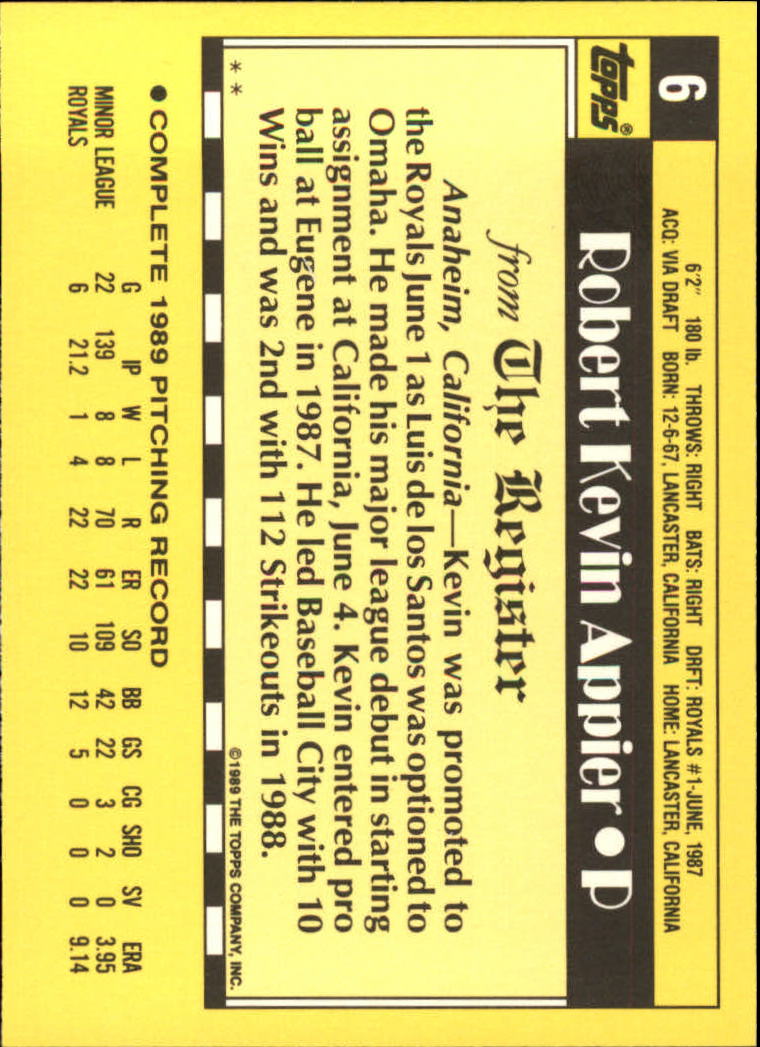 6
topps®
6'2" 180 lb. THROWS: RIGHT BATS: RIGHT DRFT: ROYALS #1-JUNE, 1987
ACQ: VIA DRAFT BORN: 12-6-67, LANCASTER, CALIFORNIA HOME: LANCASTER, CALIFORNIA
Robert Kevin Appier • P
from The Register
Anaheim, California—Kevin was promoted to
the Royals June 1 as Luis de los Santos was optioned to
Omaha. He made his major league debut in starting
assignment at California, June 4. Kevin entered pro
ball at Eugene in 1987. He led Baseball City with 10
Wins and was 2nd with 112 Strikeouts in 1988.
* *
©1989 THE TOPPS COMPANY, INC.
● COMPLETE 1989 PITCHING RECORD
G IP W L R ER SO BB GS CG SHO SV ERA
MINOR LEAGUE 22 139 8 8 70 61 109 42 22 3 2 0 3.95
ROYALS 6 21.2 1 4 22 22 10 12 5 0 0 0 9.14